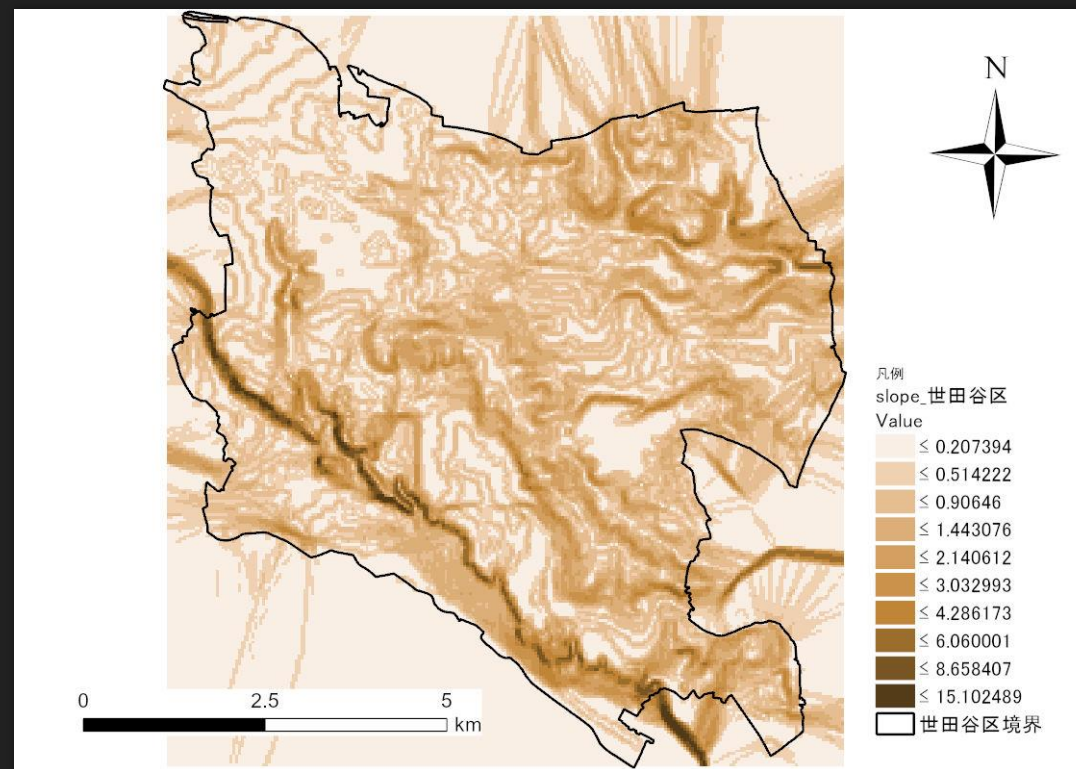 N
凡例
slope_世田谷区
Value
≤ 0.207394
≤ 0.514222
≤ 0.90646
≤ 1.443076
≤ 2.140612
≤ 3.032993
≤ 4.286173
≤ 6.060001
≤ 8.658407
≤ 15.102489
世田谷区境界
0 2.5 5
km